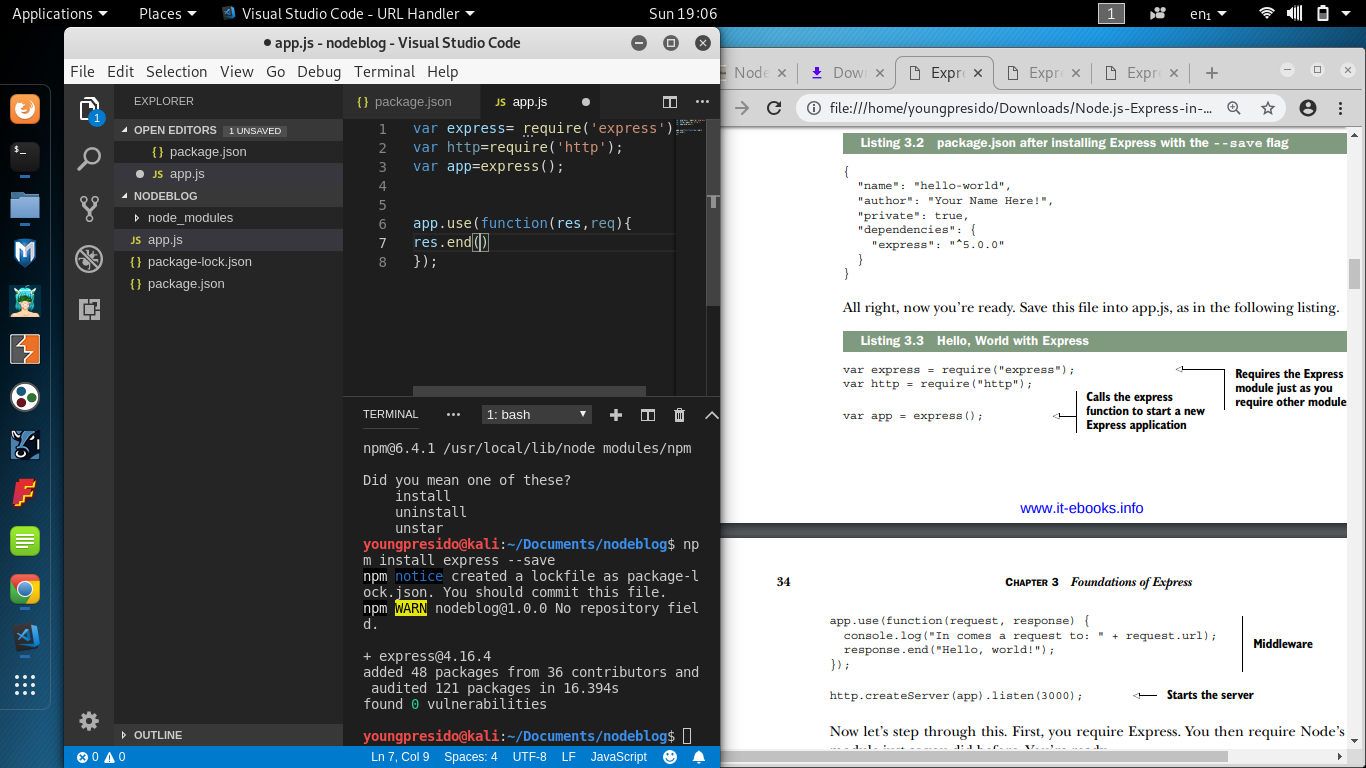 Applications Places Visual Studio Code - URL Handler Sun 19:06 1 en₁
● app.js - nodeblog - Visual Studio Code
File Edit Selection View Go Debug Terminal Help
EXPLORER
OPEN EDITORS 1 UNSAVED
{ } package.json
● JS app.js
NODEBLOG
node_modules
JS app.js
{ } package-lock.json
{ } package.json
OUTLINE
1
{ } package.json JS app.js ●
1 var express= require('express')
2 var http=require('http');
3 var app=express();
4
5
6 app.use(function(res,req){
7 res.end()
8 });
TERMINAL ··· 1: bash
npm@6.4.1 /usr/local/lib/node modules/npm
Did you mean one of these?
install
uninstall
unstar
youngpresido@kali:~/Documents/nodeblog$ np
m install express --save
npm notice created a lockfile as package-l
ock.json. You should commit this file.
npm WARN nodeblog@1.0.0 No repository fiel
d.
+ express@4.16.4
added 48 packages from 36 contributors and
audited 121 packages in 16.394s
found 0 vulnerabilities
youngpresido@kali:~/Documents/nodeblog$
0 0 Ln 7, Col 9 Spaces: 4 UTF-8 LF JavaScript
Node Down Expr Expr Expr
file:///home/youngpresido/Downloads/Node.js-Express-in-...
Listing 3.2 package.json after installing Express with the --save flag
{
"name": "hello-world",
"author": "Your Name Here!",
"private": true,
"dependencies": {
"express": "^5.0.0"
}
}
All right, now you're ready. Save this file into app.js, as in the following listing.
Listing 3.3 Hello, World with Express
var express = require("express");
var http = require("http");
var app = express();
Requires the Express
module just as you
require other module
Calls the express
function to start a new
Express application
www.it-ebooks.info
34 CHAPTER 3 Foundations of Express
app.use(function(request, response) {
console.log("In comes a request to: " + request.url);
response.end("Hello, world!");
});
Middleware
http.createServer(app).listen(3000); Starts the server
Now let's step through this. First, you require Express. You then require Node's